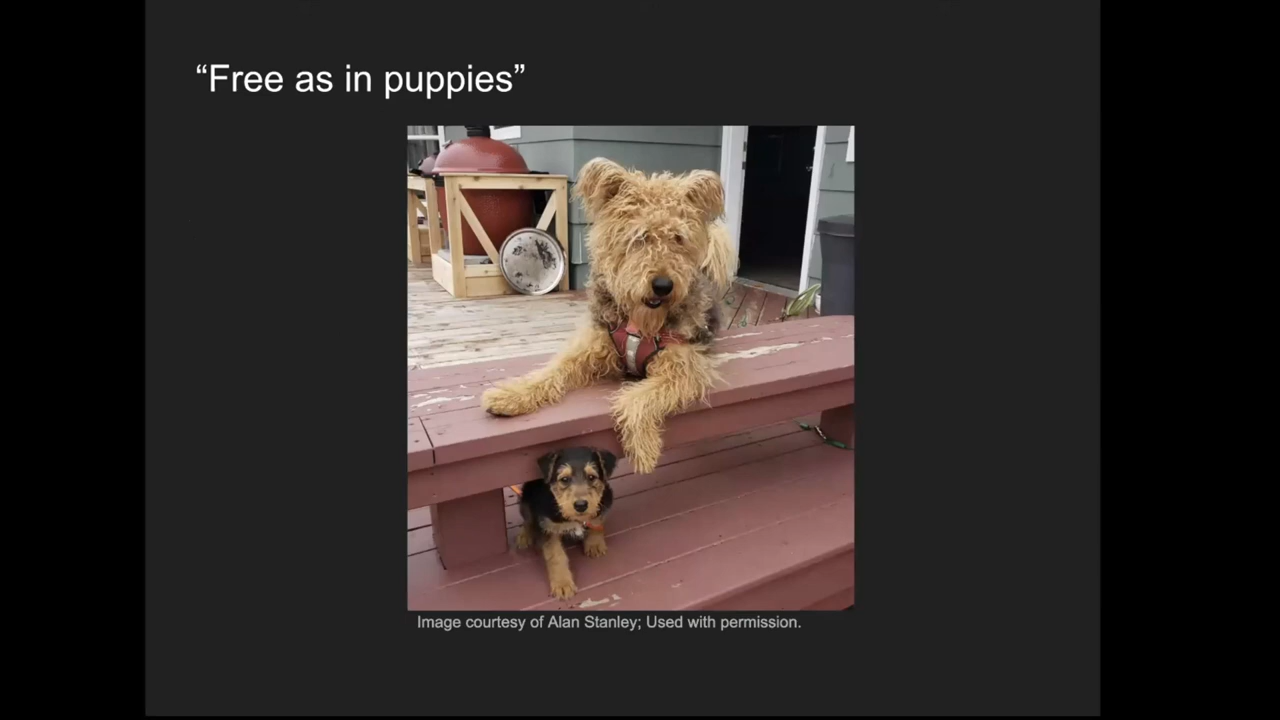 “Free as in puppies”
Image courtesy of Alan Stanley; Used with permission.